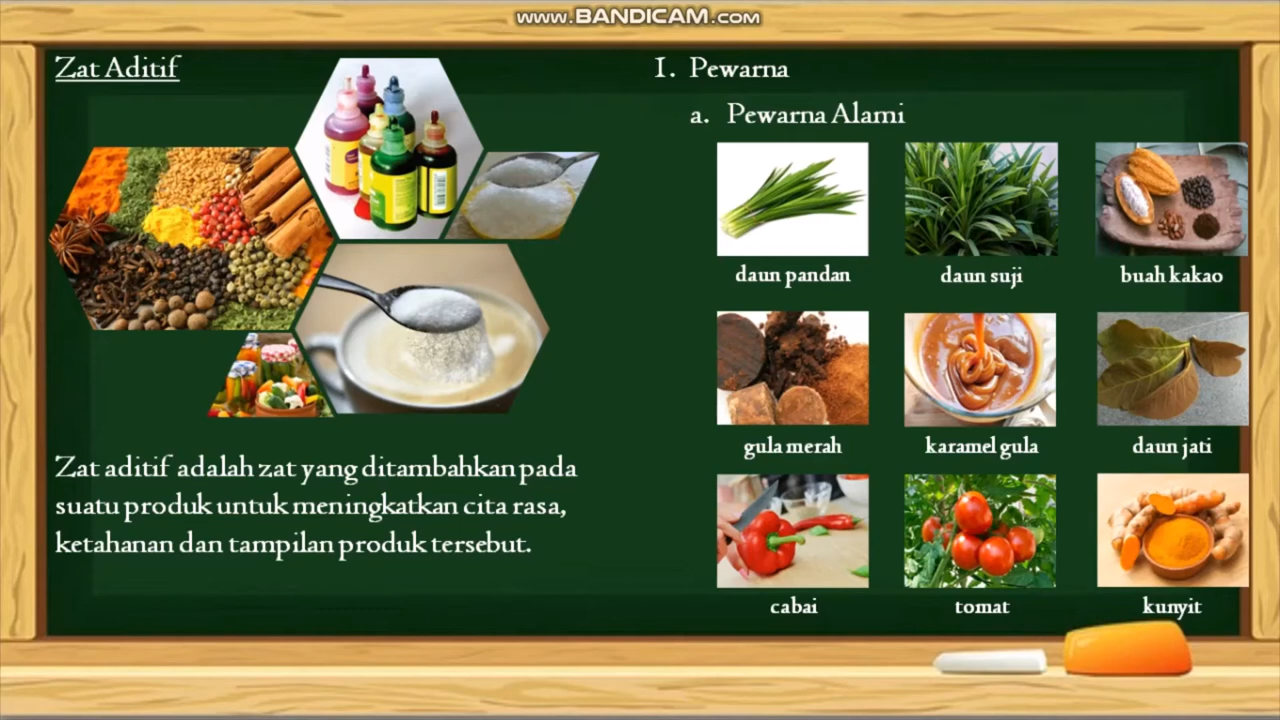 www.BANDICAM.com
Zat Aditif
Zat aditif adalah zat yang ditambahkan pada
suatu produk untuk meningkatkan cita rasa,
ketahanan dan tampilan produk tersebut.
1. Pewarna
a. Pewarna Alami
daun pandan
daun suji
buah kakao
gula merah
karamel gula
daun jati
cabai
tomat
kunyit